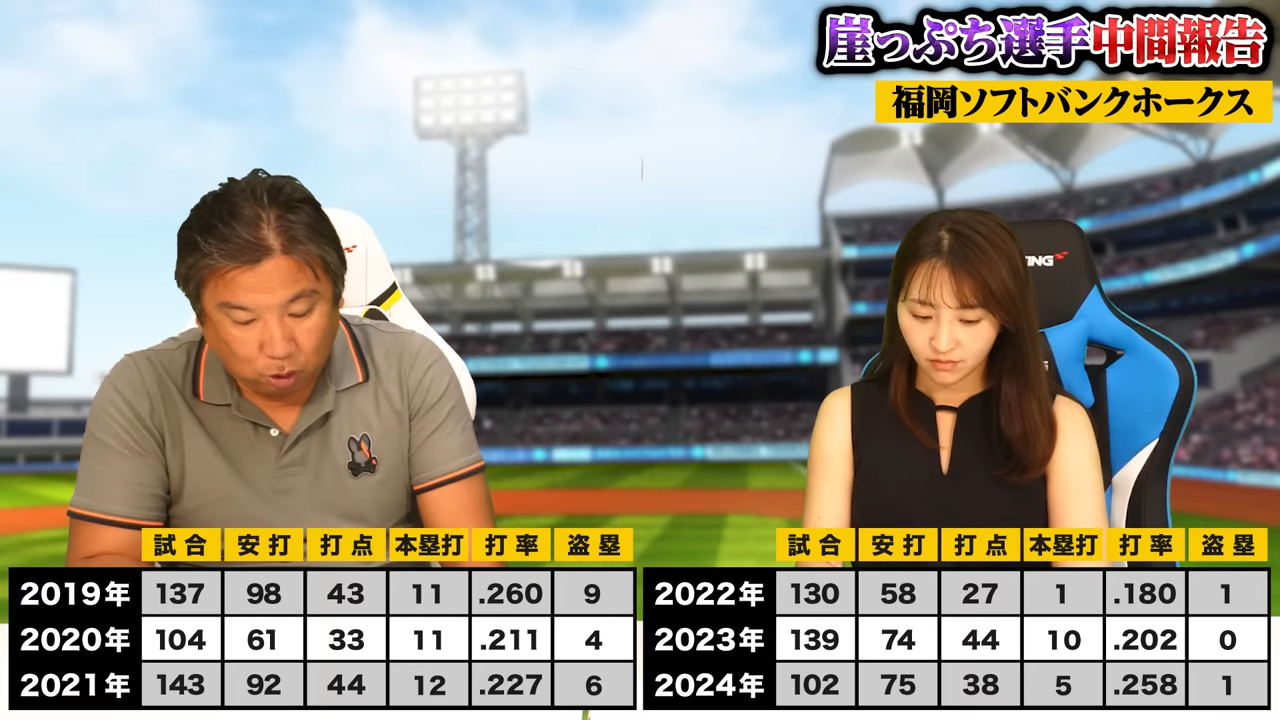 崖っぷち選手中間報告
福岡ソフトバンクホークス
TING
試合 安打 打点 本塁打 打率 盗塁
2019年 137 98 43 11 .260 9
2020年 104 61 33 11 .211 4
2021年 143 92 44 12 .227 6
試合 安打 打点 本塁打 打率 盗塁
2022年 130 58 27 1 .180 1
2023年 139 74 44 10 .202 0
2024年 102 75 38 5 .258 1